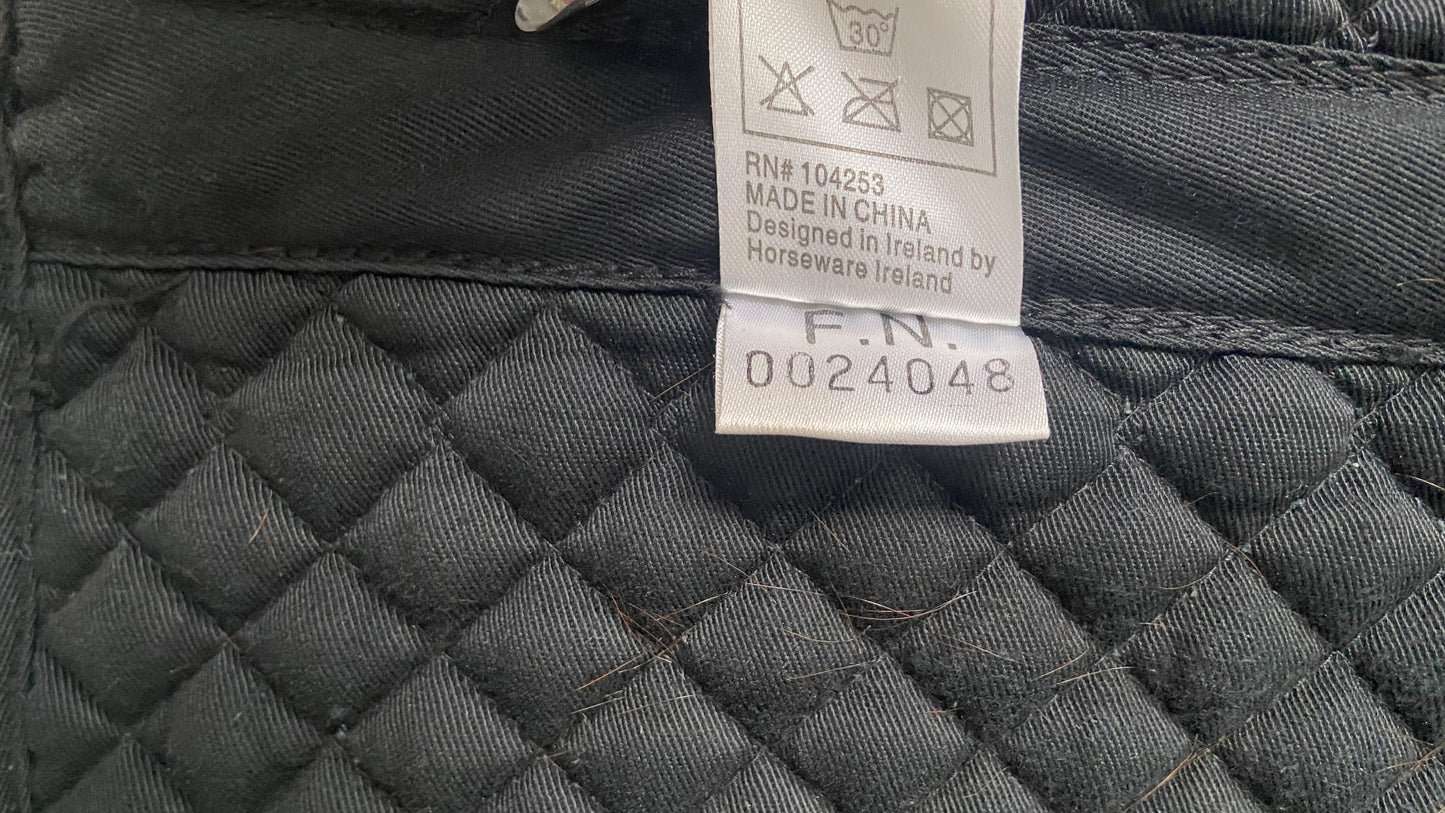 30°
RN# 104253
MADE IN CHINA
Designed in Ireland by
Horseware Ireland
F.N.
0024048